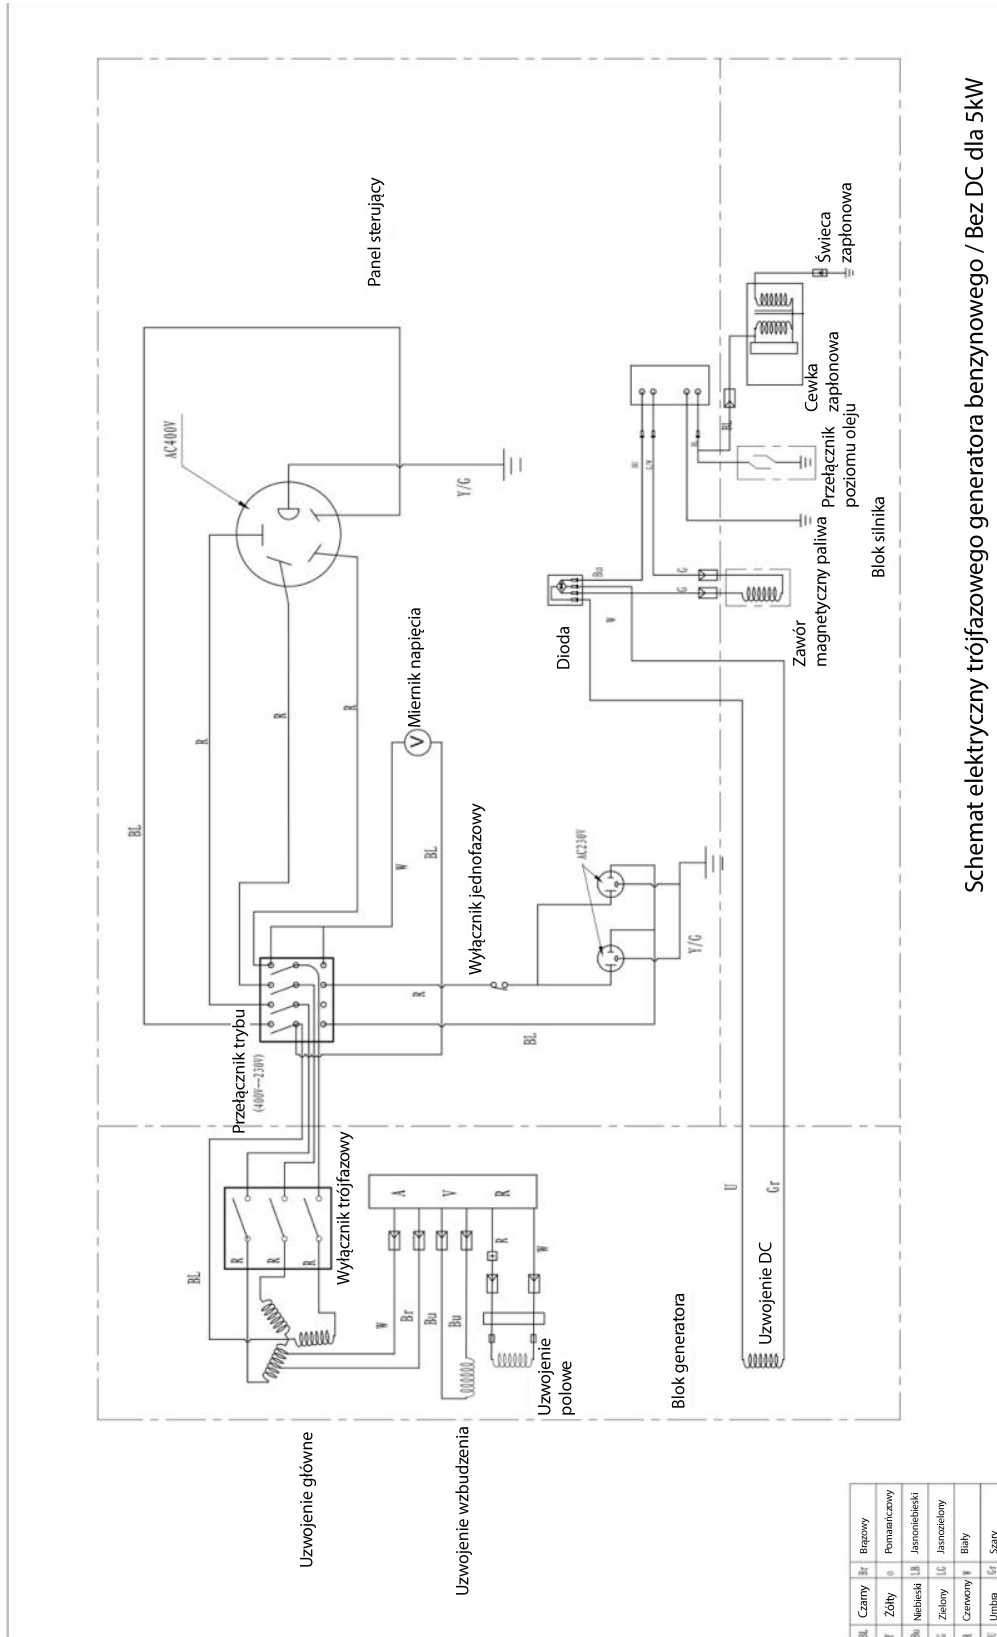 Schemat elektryczny trójfazowego generatora benzynowego / Bez DC dla 5kW
Uzwojenie główne
Uzwojenie wzbudzenia
Uzwojenie
polowe
Blok generatora
Uzwojenie DC
BL
R
R
R
Wyłącznik trójfazowy
W
Br
Bu
Bu
A
V
R
R
W
U
Gr
Przełącznik trybu
(400V--230V)
BL
R
R
R
AC400V
Y/G
Panel sterujący
W
BL
V
Miernik napięcia
Wyłącznik jednofazowy
R
BL
AC230V
Y/G
Dioda
Bu
W
G
G
G/W
BL
Zawór
magnetyczny paliwa
Przełącznik
poziomu oleju
Cewka
zapłonowa
Świeca
zapłonowa
Blok silnika
BL Czarny Br Brązowy
Y Żółty O Pomarańczowy
Bu Niebieski LB Jasnoniebieski
G Zielony LG Jasnozielony
R Czerwony W Biały
U Umbra Gr Szary